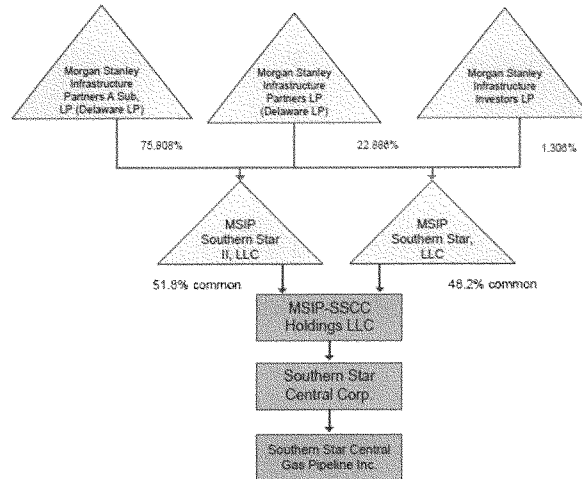 Morgan Stanley
Infrastructure
Partners A Sub,
LP (Delaware LP)
Morgan Stanley
Infrastructure
Partners LP
(Delaware LP)
Morgan Stanley
Infrastructure
Investors LP
75.808%
22.886%
1.306%
MSIP
Southern Star
II, LLC
MSIP
Southern Star,
LLC
51.8% common
48.2% common
MSIP-SSCC
Holdings LLC
Southern Star
Central Corp.
Southern Star Central
Gas Pipeline Inc.